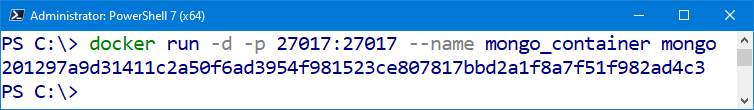 Administrator: PowerShell 7 (x64)
PS C:\> docker run -d -p 27017:27017 --name mongo_container mongo
201297a9d31411c2a50f6ad3954f981523ce807817bbd2a1f8a7f51f982ad4c3
PS C:\>